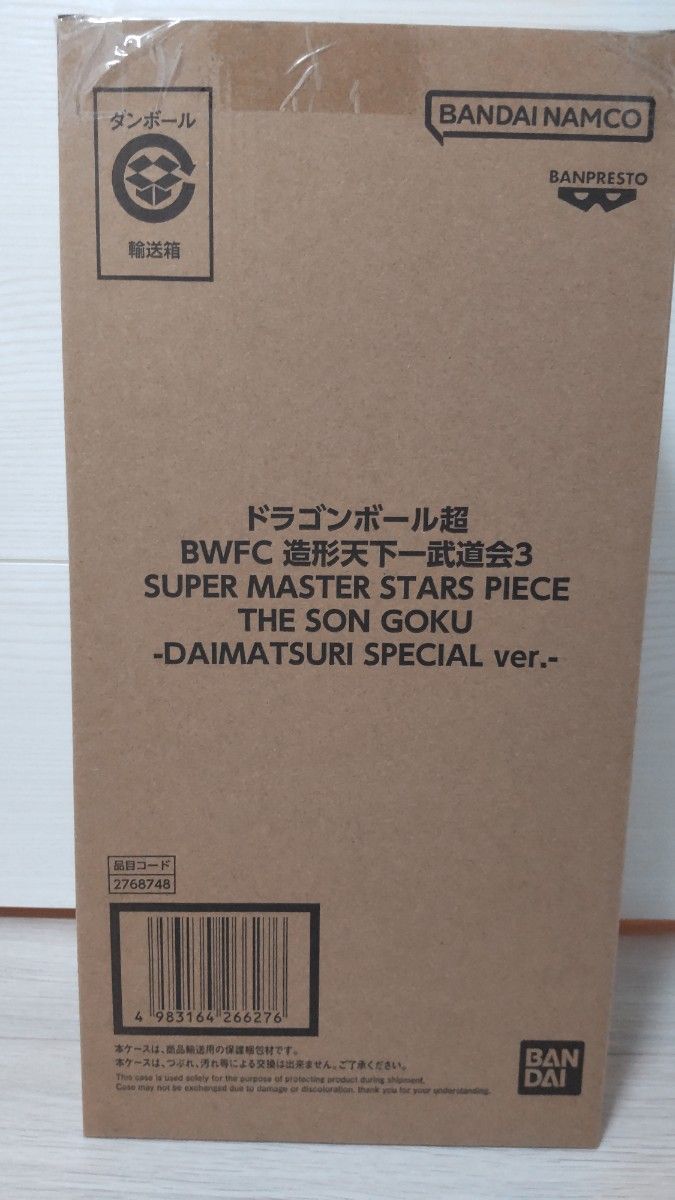 ダンボール
輸送箱
BANDAI NAMCO
BANPRESTO
ドラゴンボール超
BWFC 造形天下一武道会3
SUPER MASTER STARS PIECE
THE SON GOKU
-DAIMATSURI SPECIAL ver.-
品目コード
2768748
4 983164 266276
本ケースは、商品輸送用の保護梱包材です。
本ケースは、つぶれ、汚れ等による交換は出来ません。ご了承ください。
This case is used solely for the purpose of protecting product during shipment.
Case may not be exchanged due to damage or discoloration. thank you for your understanding.
BAN
DAI